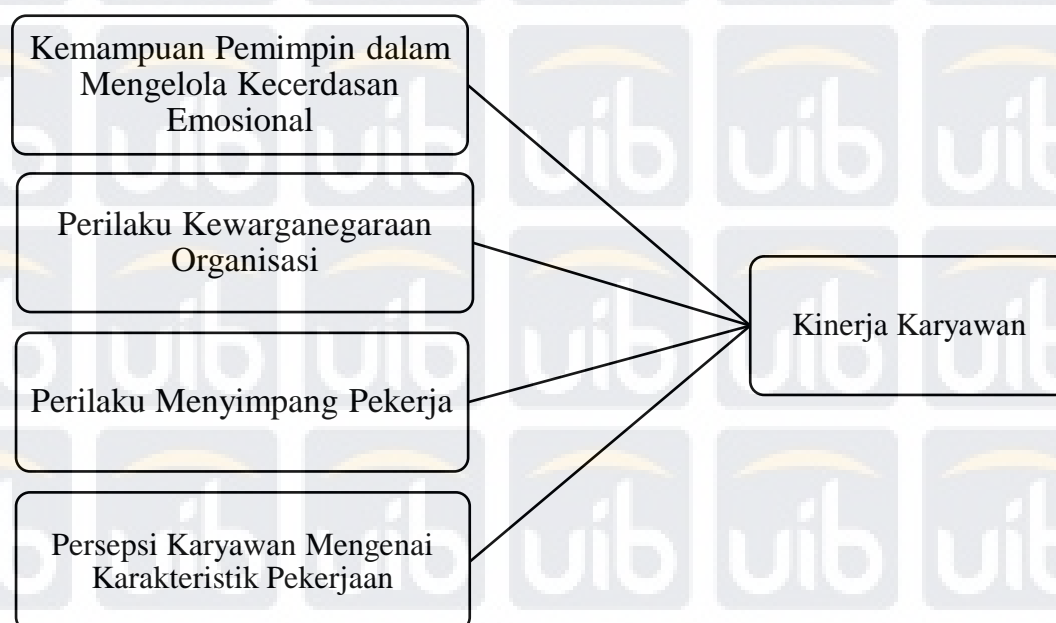 Kemampuan Pemimpin dalam
Mengelola Kecerdasan
Emosional
Perilaku Kewarganegaraan
Organisasi
Perilaku Menyimpang Pekerja
Persepsi Karyawan Mengenai
Karakteristik Pekerjaan
Kinerja Karyawan
uib